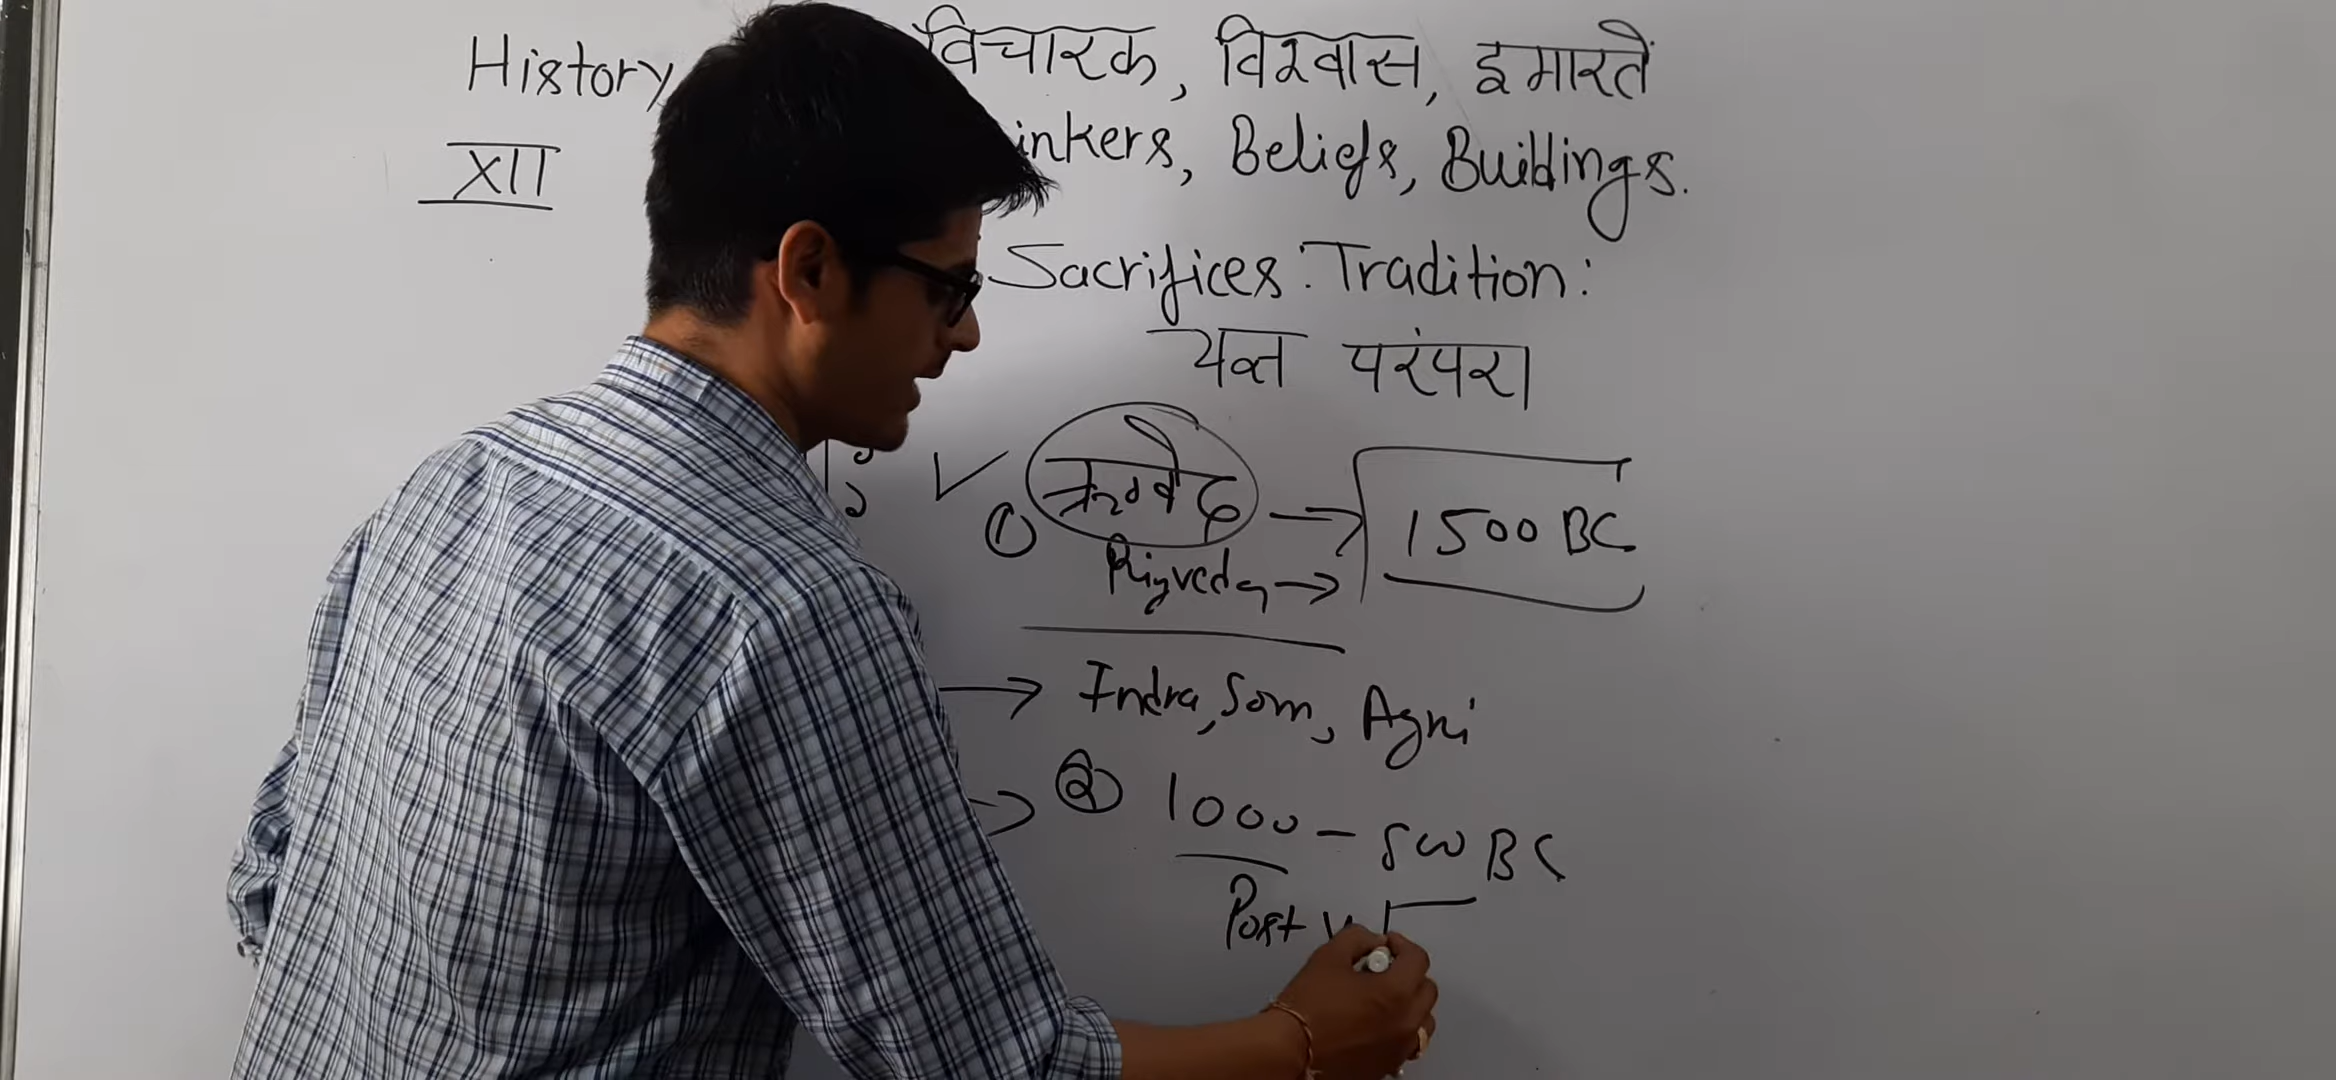 History विचारक, विश्वास, इमारतें
XII inkers, Beliefs, Buildings.
Sacrifices : Tradition :
यज्ञ परंपरा
① ऋग्वेद → 1500 BC
Rigveda →
→ Indra, Som, Agni
→ ② 1000 - 500 BC
Post V